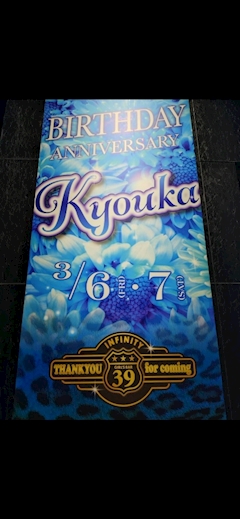 BIRTHDAY
ANNIVERSARY
Kyouka
3/6(FRI)・7(SAT)
INFINITY
THANKYOU 39 for coming